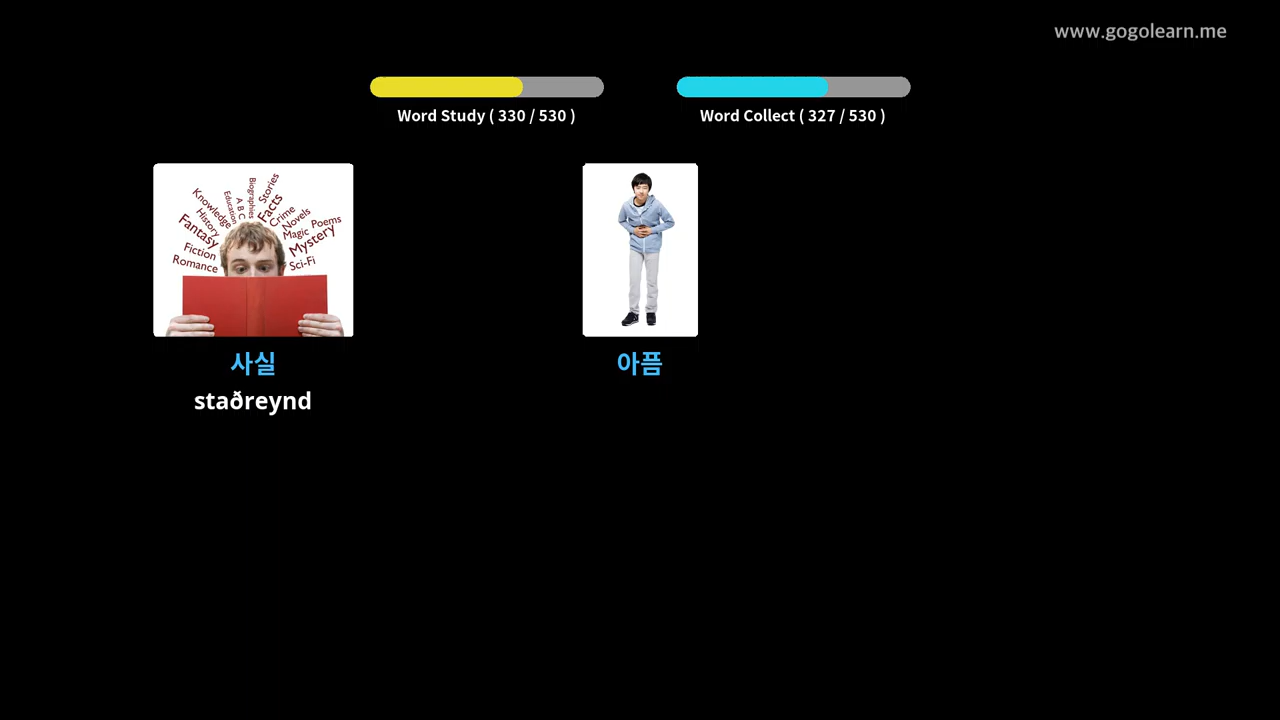 www.gogolearn.me
Word Study ( 330 / 530 )
Word Collect ( 327 / 530 )
Knowledge
History
Education
A B C
Biographies
Stories
Facts
Crime
Novels
Magic
Poems
Mystery
Fantasy
Fiction
Romance
Sci-Fi
사실
아픔
staðreynd